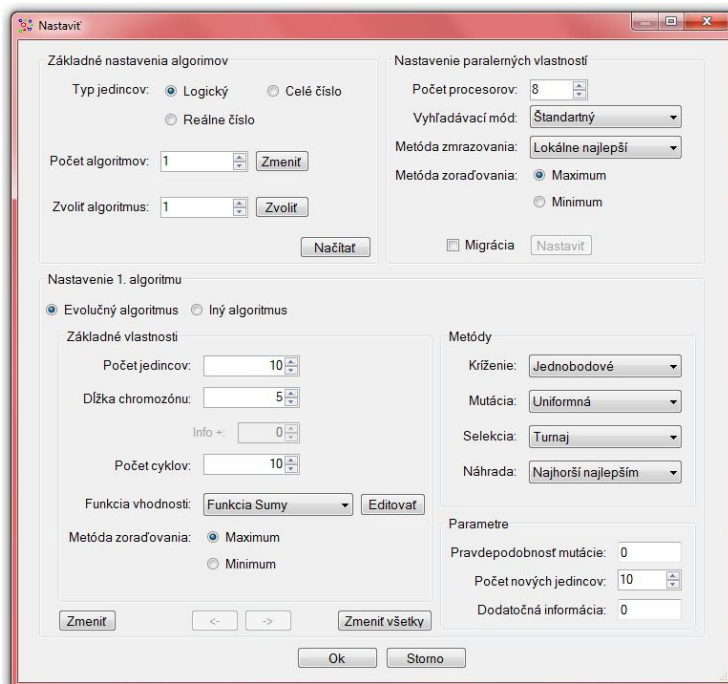 Nastaviť
Základné nastavenia algorimov
Typ jedincov: Logický Celé číslo
Reálne číslo
Počet algoritmov: 1 Zmeniť
Zvoliť algoritmus: 1 Zvoliť
Načítať
Nastavenie paralerných vlastností
Počet procesorov: 8
Vyhľadávací mód: Štandartný
Metóda zmrazovania: Lokálne najlepší
Metóda zoraďovania: Maximum
Minimum
Migrácia Nastaviť
Nastavenie 1. algoritmu
Evolučný algoritmus Iný algoritmus
Základné vlastnosti
Počet jedincov: 10
Dĺžka chromozónu: 5
Info +: 0
Počet cyklov: 10
Funkcia vhodnosti: Funkcia Sumy Editovať
Metóda zoraďovania: Maximum
Minimum
Metódy
Kríženie: Jednobodové
Mutácia: Uniformná
Selekcia: Turnaj
Náhrada: Najhorší najlepším
Parametre
Pravdepodobnosť mutácie: 0
Počet nových jedincov: 10
Dodatočná informácia: 0
Zmeniť <- -> Zmeniť všetky
Ok Storno